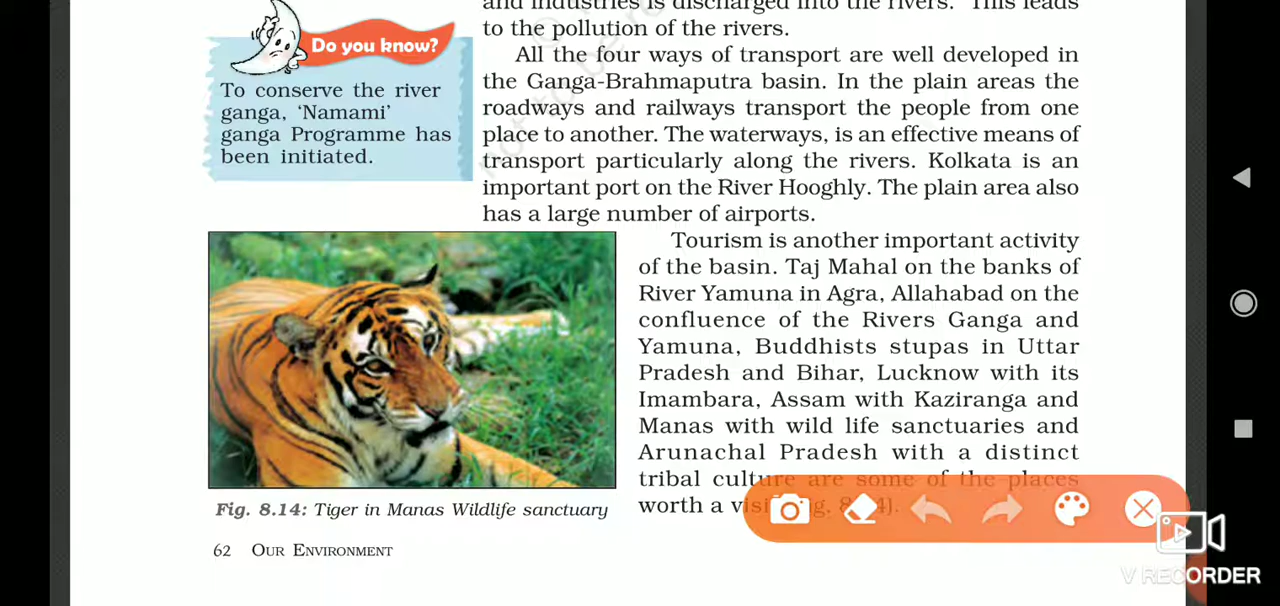 and industries is discharged into the rivers. This leads
to the pollution of the rivers.
Do you know?
To conserve the river
ganga, ‘Namami’
ganga Programme has
been initiated.
All the four ways of transport are well developed in
the Ganga-Brahmaputra basin. In the plain areas the
roadways and railways transport the people from one
place to another. The waterways, is an effective means of
transport particularly along the rivers. Kolkata is an
important port on the River Hooghly. The plain area also
has a large number of airports.
Tourism is another important activity
of the basin. Taj Mahal on the banks of
River Yamuna in Agra, Allahabad on the
confluence of the Rivers Ganga and
Yamuna, Buddhists stupas in Uttar
Pradesh and Bihar, Lucknow with its
Imambara, Assam with Kaziranga and
Manas with wild life sanctuaries and
Arunachal Pradesh with a distinct
tribal culture are some of the places
worth a
Fig. 8.14: Tiger in Manas Wildlife sanctuary
62 OUR ENVIRONMENT
V RECORDER